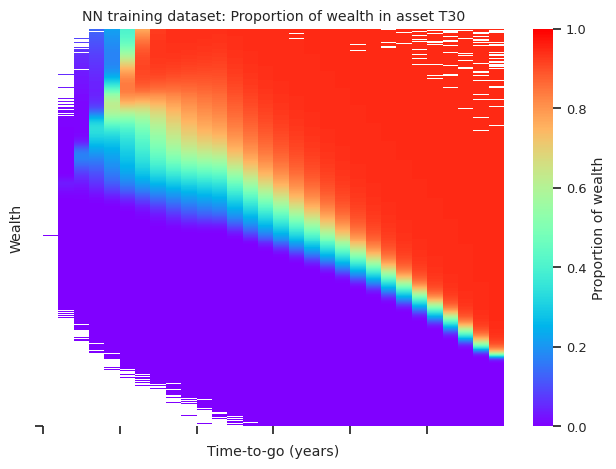 NN training dataset: Proportion of wealth in asset T30
Wealth
Time-to-go (years)
1.0
0.8
0.6
0.4
0.2
0.0
Proportion of wealth